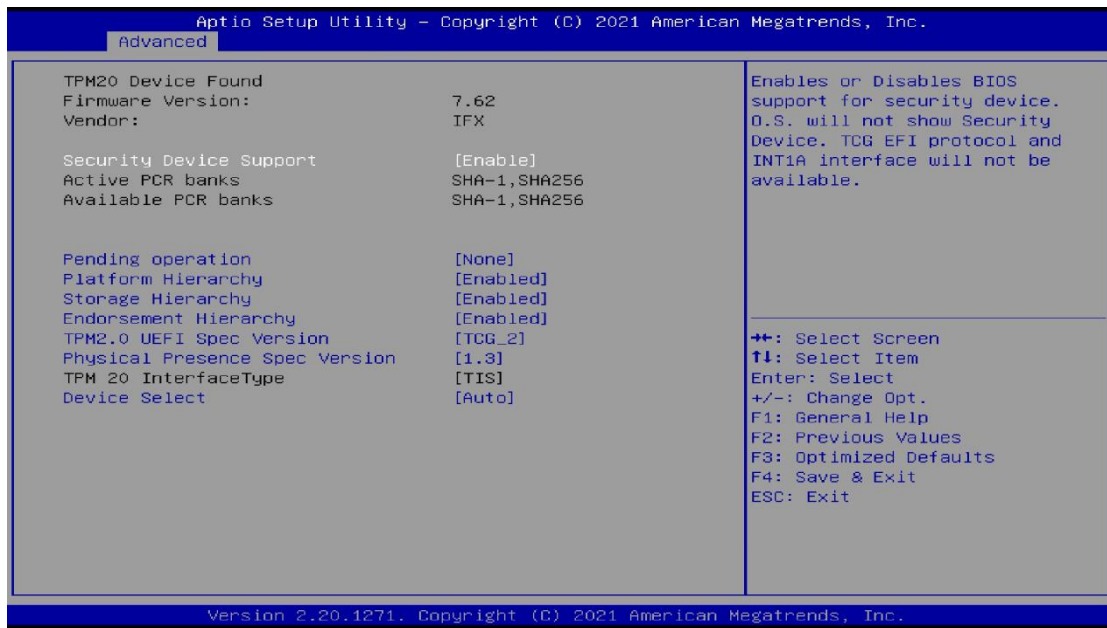 Aptio Setup Utility – Copyright (C) 2021 American Megatrends, Inc.
Advanced
TPM20 Device Found
Firmware Version: 7.62
Vendor: IFX
Security Device Support [Enable]
Active PCR banks SHA-1,SHA256
Available PCR banks SHA-1,SHA256
Pending operation [None]
Platform Hierarchy [Enabled]
Storage Hierarchy [Enabled]
Endorsement Hierarchy [Enabled]
TPM2.0 UEFI Spec Version [TCG_2]
Physical Presence Spec Version [1.3]
TPM 20 InterfaceType [TIS]
Device Select [Auto]
Enables or Disables BIOS
support for security device.
O.S. will not show Security
Device. TCG EFI protocol and
INT1A interface will not be
available.
→←: Select Screen
↑↓: Select Item
Enter: Select
+/-: Change Opt.
F1: General Help
F2: Previous Values
F3: Optimized Defaults
F4: Save & Exit
ESC: Exit
Version 2.20.1271. Copyright (C) 2021 American Megatrends, Inc.